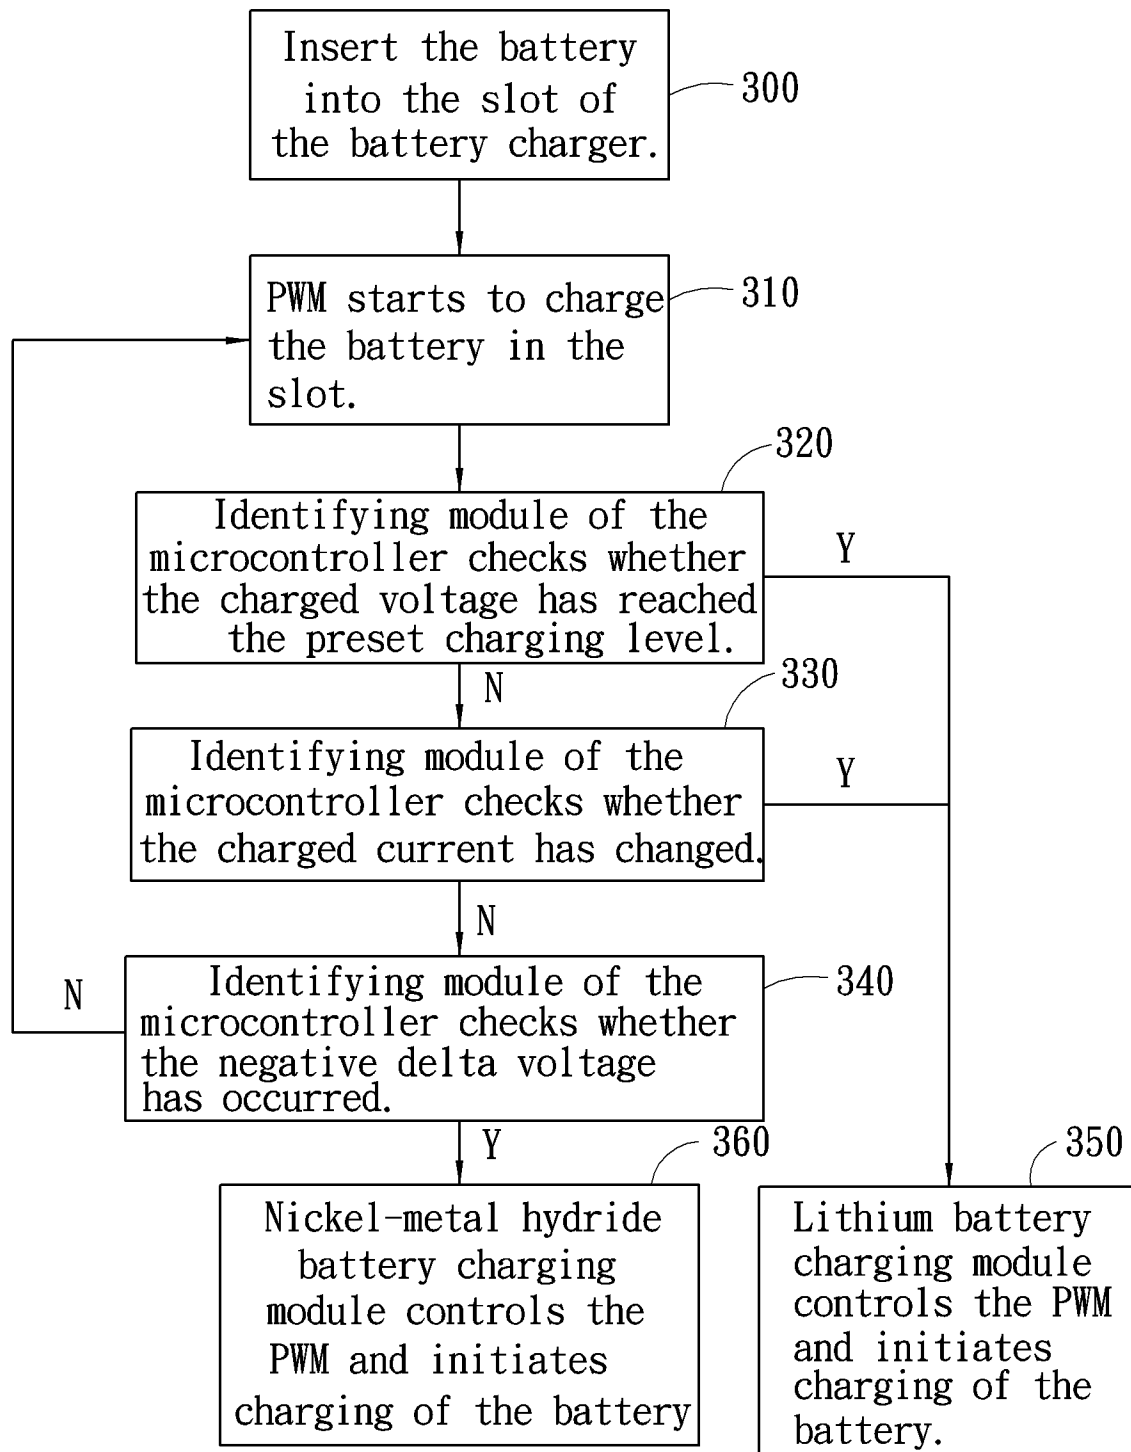 Insert the battery
into the slot of
the battery charger.
300
PWM starts to charge
the battery in the
slot.
310
320
Identifying module of the
microcontroller checks whether
the charged voltage has reached
the preset charging level.
Y
N
330
Identifying module of the
microcontroller checks whether
the charged current has changed.
Y
N
340
Identifying module of the
microcontroller checks whether
the negative delta voltage
has occurred.
N
Y
360
Nickel-metal hydride
battery charging
module controls the
PWM and initiates
charging of the battery
350
Lithium battery
charging module
controls the PWM
and initiates
charging of the
battery.